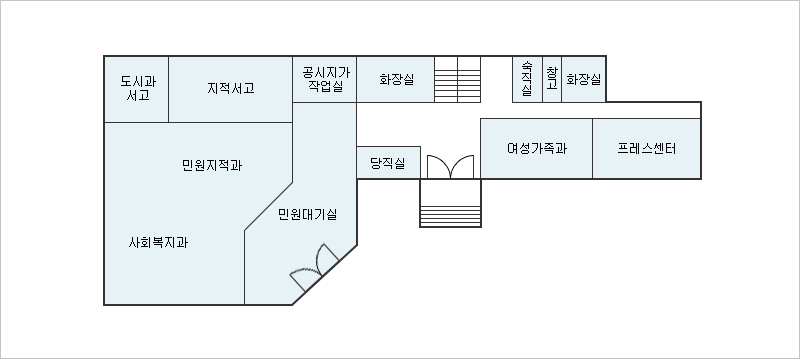 도시과
서고
지적서고
공시지가
작업실
화장실
숙직실
창고
화장실
민원지적과
당직실
여성가족과
프레스센터
민원대기실
사회복지과